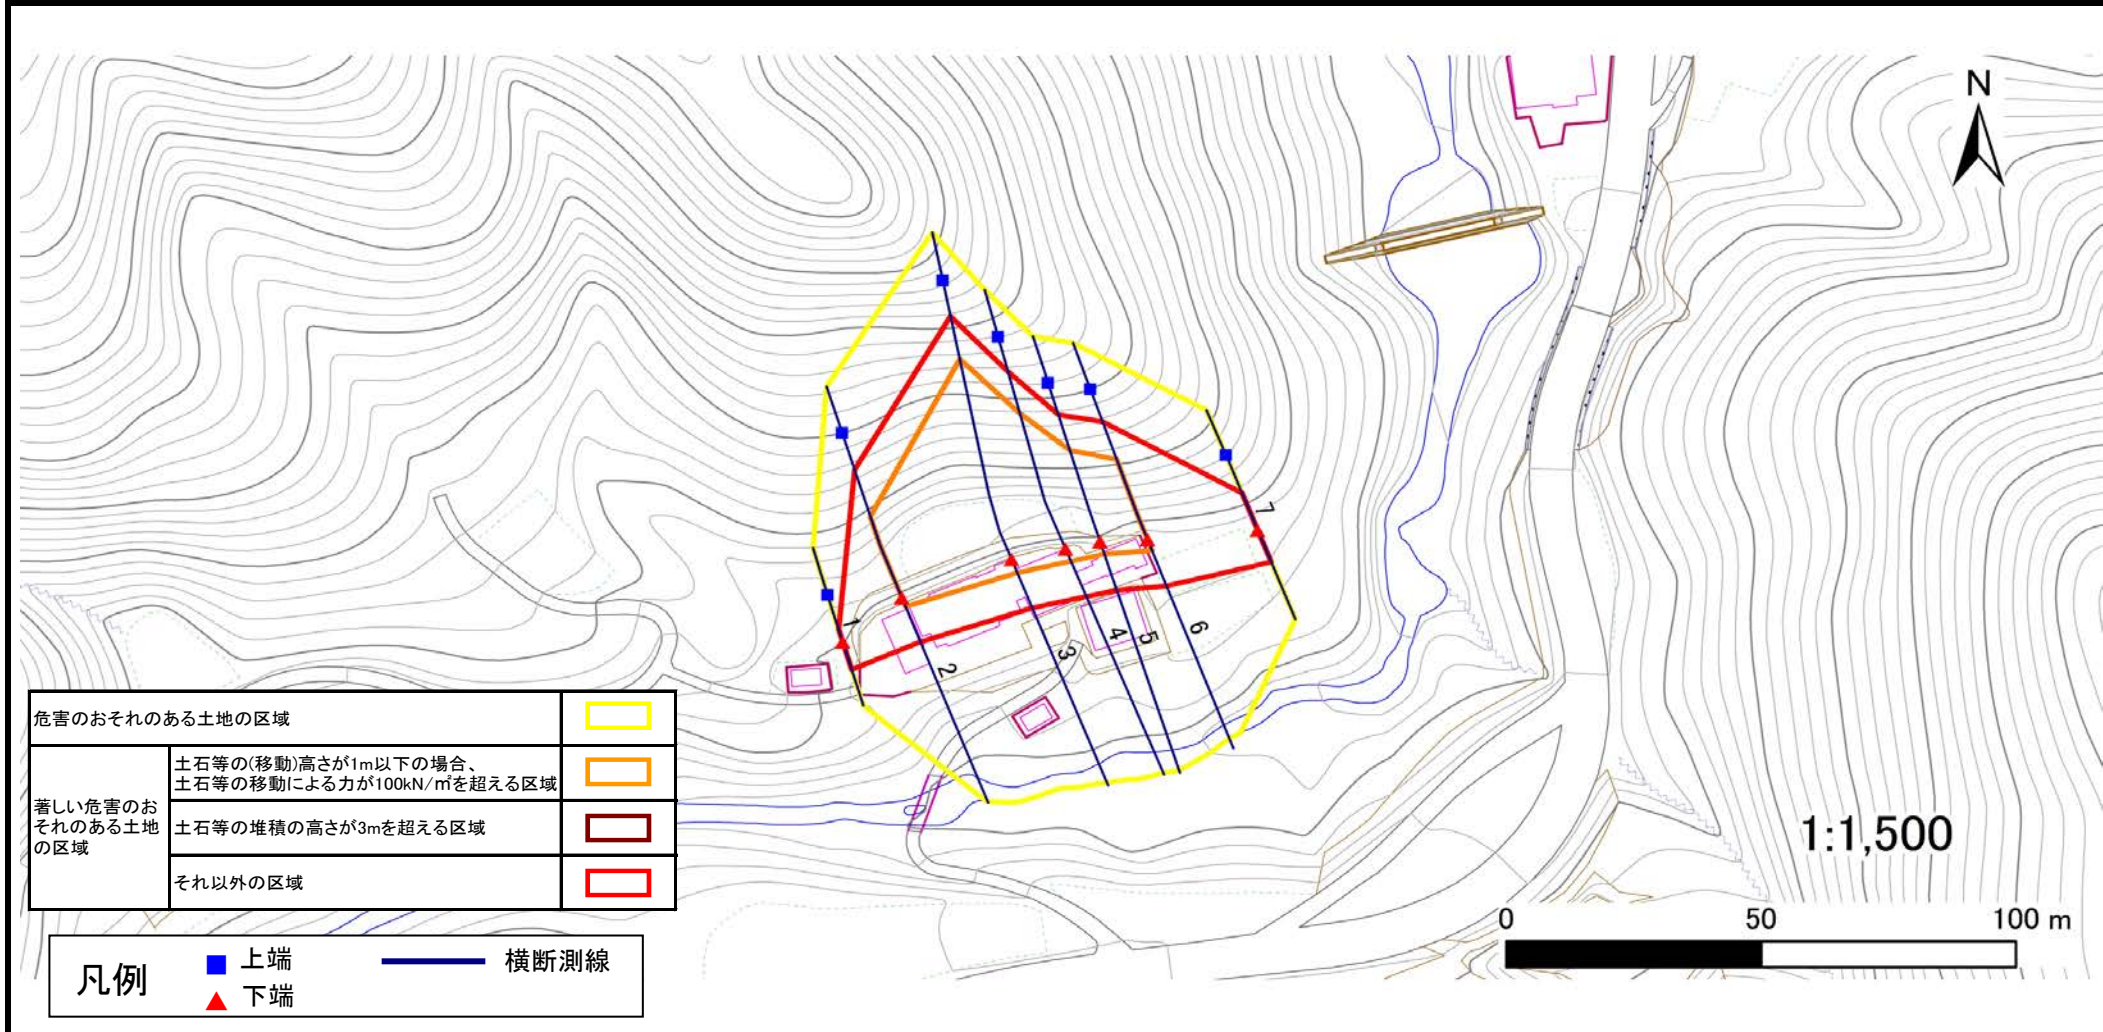 N
1
2
3
4
5
6
7
危害のおそれのある土地の区域
著しい危害のお
それのある土地
の区域
土石等の(移動)高さが1m以下の場合、
土石等の移動による力が100kN/㎡を超える区域
土石等の堆積の高さが3mを超える区域
それ以外の区域
1:1,500
0 50 100 m
凡例
上端
横断測線
下端